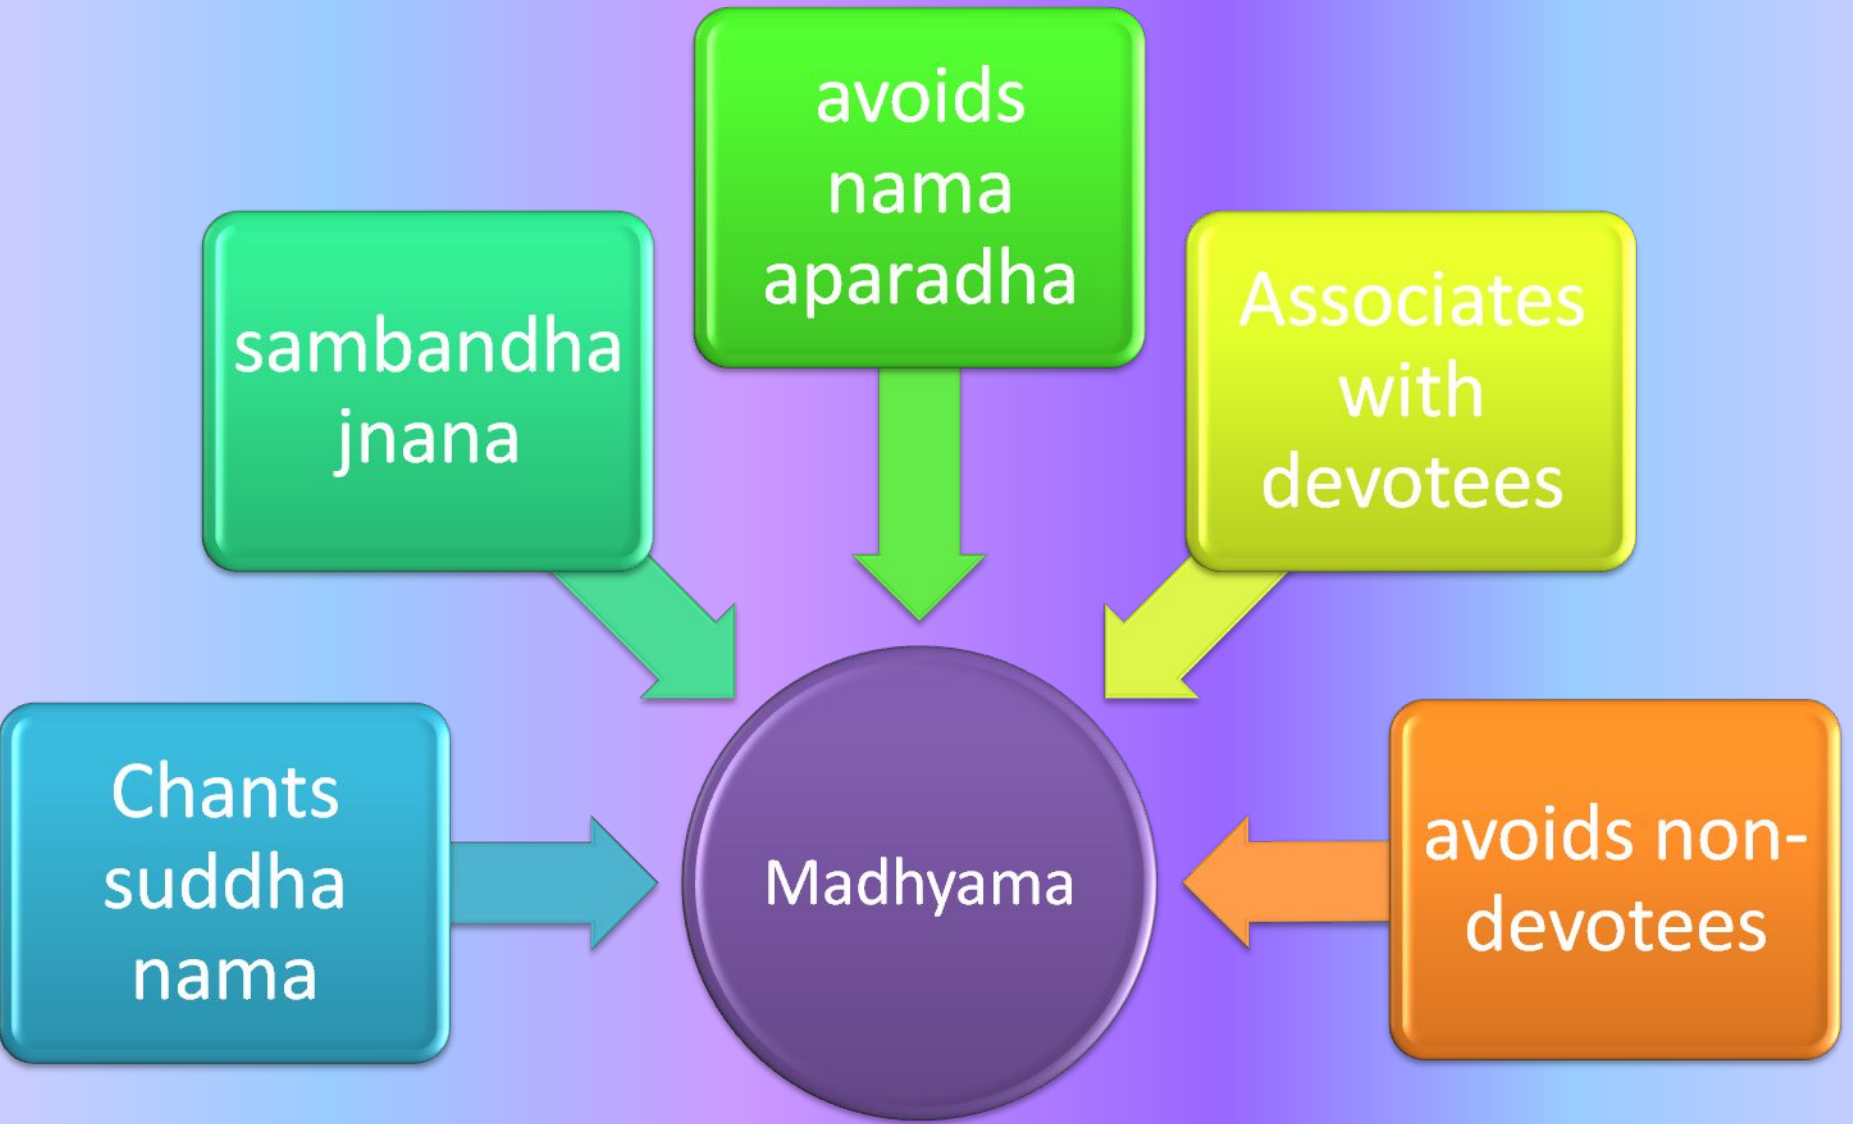 Chants
suddha
nama
sambandha
jnana
avoids
nama
aparadha
Associates
with
devotees
avoids non-
devotees
Madhyama